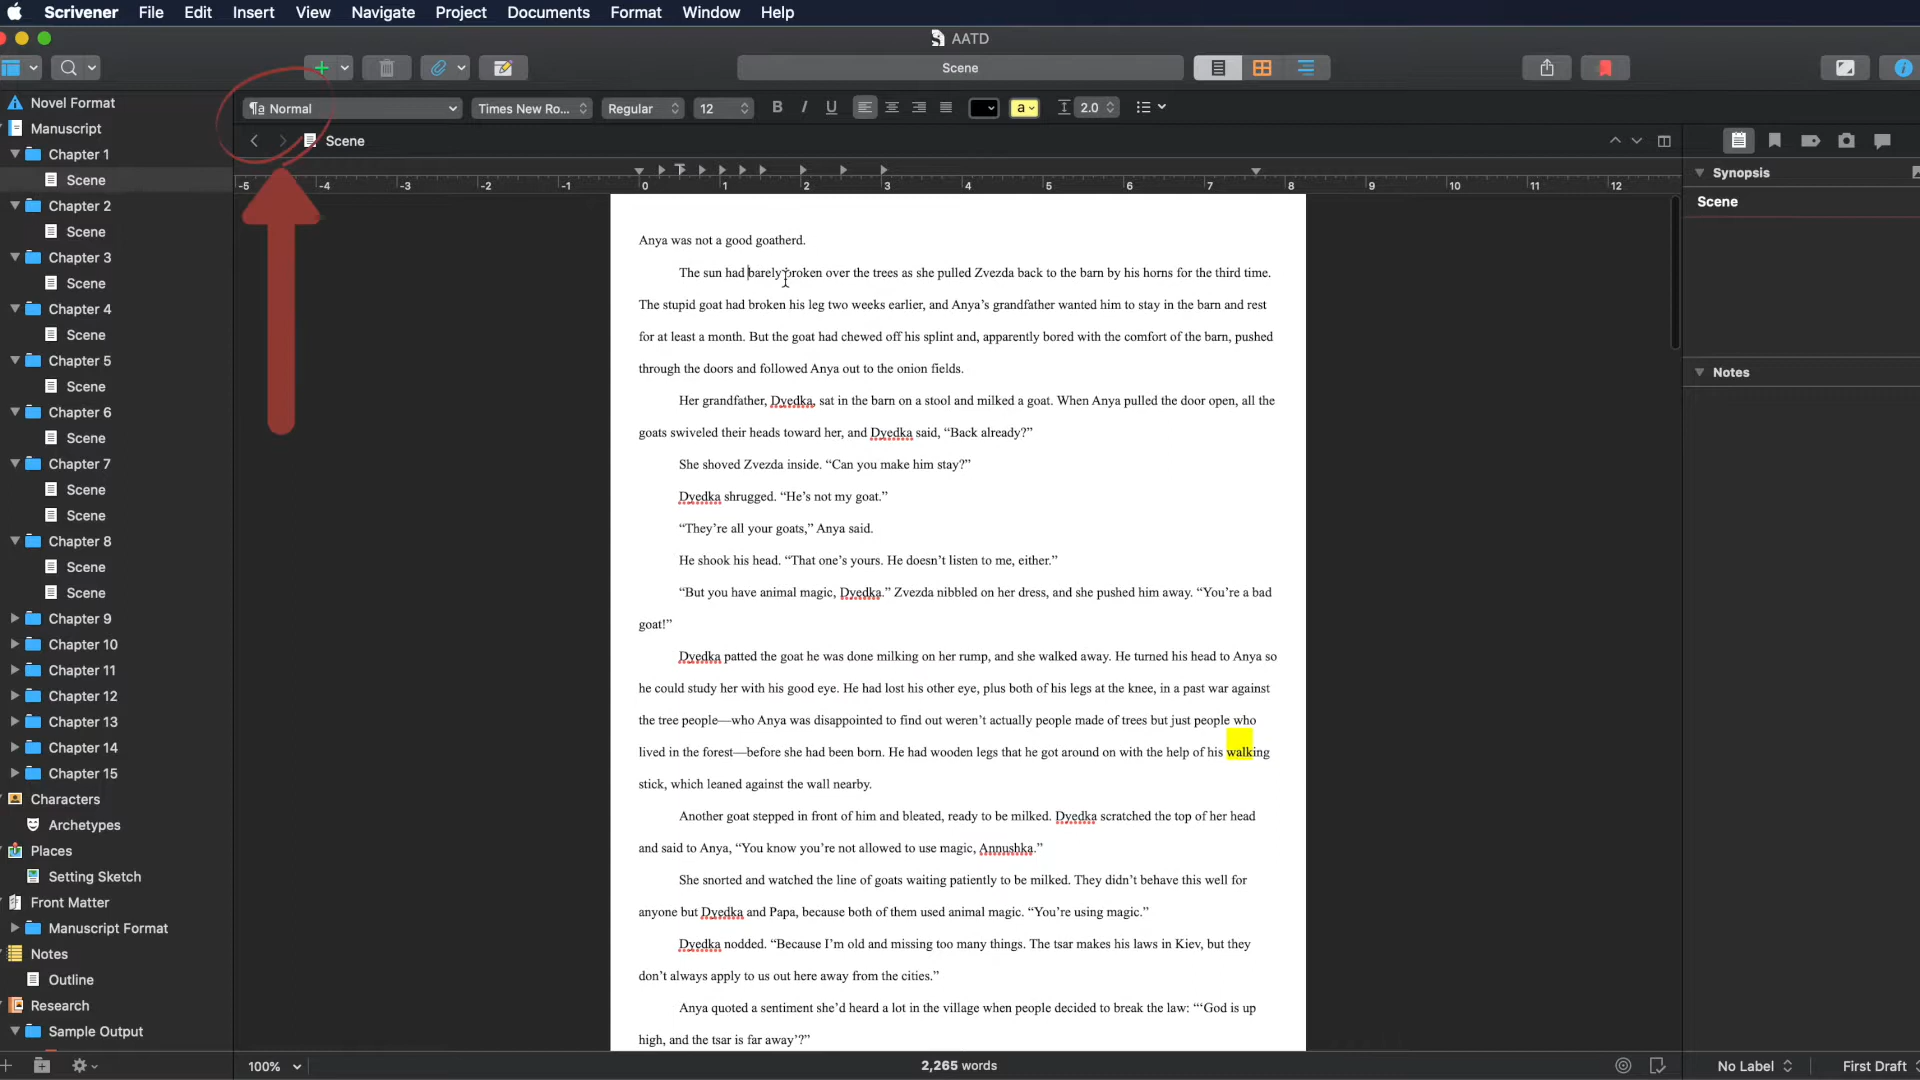 Scrivener File Edit Insert View Navigate Project Documents Format Window Help
AATD
Scene
¶a Normal Times New Ro... Regular 12 B I U a 2.0
Scene
-5 -4 -3 -2 -1 0 1 2 3 4 5 6 7 8 9 10 11 12
Novel Format
Manuscript
Chapter 1
Scene
Chapter 2
Scene
Chapter 3
Scene
Chapter 4
Scene
Chapter 5
Scene
Chapter 6
Scene
Chapter 7
Scene
Scene
Chapter 8
Scene
Scene
Chapter 9
Chapter 10
Chapter 11
Chapter 12
Chapter 13
Chapter 14
Chapter 15
Characters
Archetypes
Places
Setting Sketch
Front Matter
Manuscript Format
Notes
Outline
Research
Sample Output
Anya was not a good goatherd.
The sun had barely broken over the trees as she pulled Zvezda back to the barn by his horns for the third time.
The stupid goat had broken his leg two weeks earlier, and Anya’s grandfather wanted him to stay in the barn and rest
for at least a month. But the goat had chewed off his splint and, apparently bored with the comfort of the barn, pushed
through the doors and followed Anya out to the onion fields.
Her grandfather, Dyedka, sat in the barn on a stool and milked a goat. When Anya pulled the door open, all the
goats swiveled their heads toward her, and Dyedka said, “Back already?”
She shoved Zvezda inside. “Can you make him stay?”
Dyedka shrugged. “He’s not my goat.”
“They’re all your goats,” Anya said.
He shook his head. “That one’s yours. He doesn’t listen to me, either.”
“But you have animal magic, Dyedka.” Zvezda nibbled on her dress, and she pushed him away. “You’re a bad
goat!”
Dyedka patted the goat he was done milking on her rump, and she walked away. He turned his head to Anya so
he could study her with his good eye. He had lost his other eye, plus both of his legs at the knee, in a past war against
the tree people—who Anya was disappointed to find out weren’t actually people made of trees but just people who
lived in the forest—before she had been born. He had wooden legs that he got around on with the help of his walking
stick, which leaned against the wall nearby.
Another goat stepped in front of him and bleated, ready to be milked. Dyedka scratched the top of her head
and said to Anya, “You know you’re not allowed to use magic, Annushka.”
She snorted and watched the line of goats waiting patiently to be milked. They didn’t behave this well for
anyone but Dyedka and Papa, because both of them used animal magic. “You’re using magic.”
Dyedka nodded. “Because I’m old and missing too many things. The tsar makes his laws in Kiev, but they
don’t always apply to us out here away from the cities.”
Anya quoted a sentiment she’d heard a lot in the village when people decided to break the law: “‘God is up
high, and the tsar is far away’?”
Synopsis
Scene
Notes
100% 2,265 words No Label First Draft